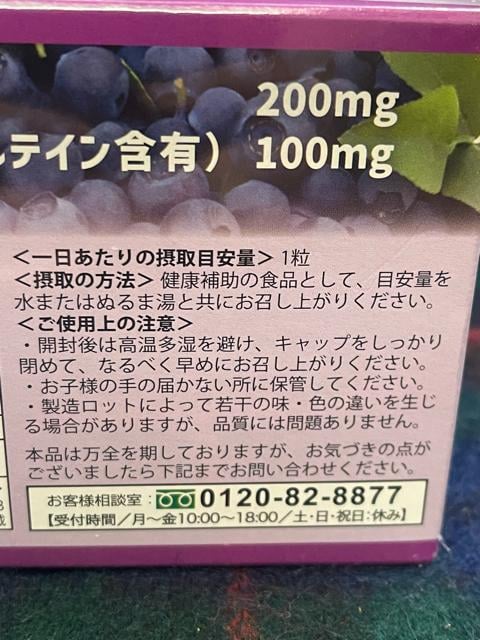 200mg
テイン含有） 100mg
＜一日あたりの摂取目安量＞ 1粒
＜摂取の方法＞ 健康補助の食品として、目安量を
水またはぬるま湯と共にお召し上がりください。
＜ご使用上の注意＞
・開封後は高温多湿を避け、キャップをしっかり
閉めて、なるべく早めにお召し上がりください。
・お子様の手の届かない所に保管してください。
・製造ロットによって若干の味・色の違いを生じ
る場合がありますが、品質には問題ありません。
本品は万全を期しておりますが、お気づきの点が
ございましたら下記までお問い合わせください。
お客様相談室：0120-82-8877
【受付時間／月～金10:00～18:00／土・日・祝日：休み】